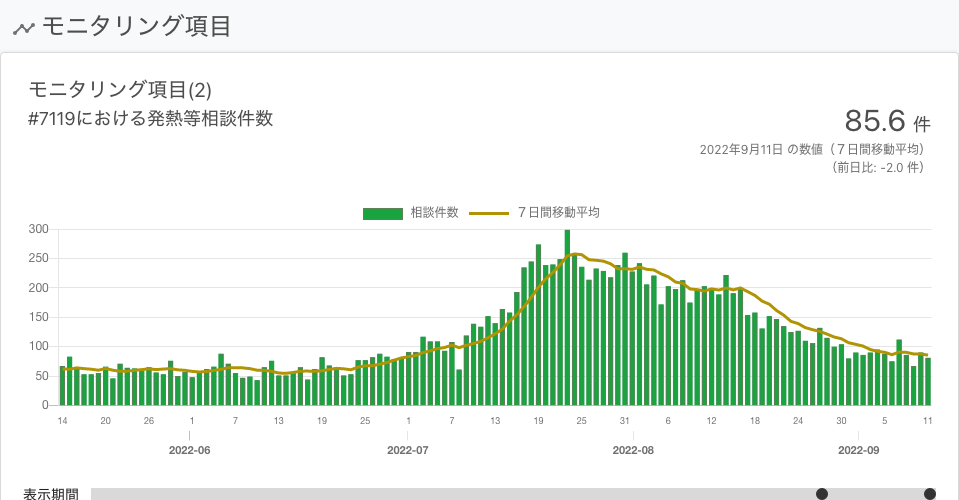 モニタリング項目
モニタリング項目(2)
#7119における発熱等相談件数
85.6 件
2022年9月11日 の数値（７日間移動平均）
（前日比: -2.0 件）
相談件数 ７日間移動平均
300
250
200
150
100
50
0
14 20 26 1 7 13 19 25 1 7 13 19 25 31 6 12 18 24 30 5 11
2022-06 2022-07 2022-08 2022-09
表示期間